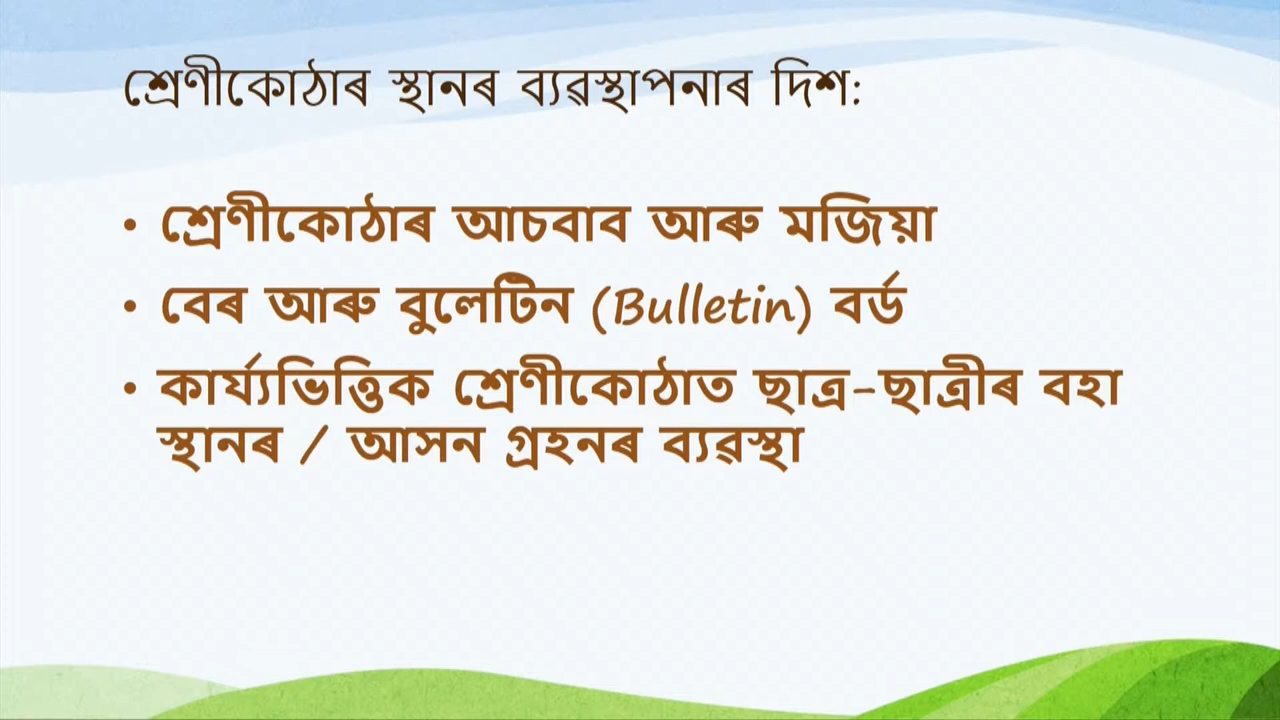 শ্ৰেণীকোঠাৰ স্থানৰ ব্যৱস্থাপনাৰ দিশ:
• শ্ৰেণীকোঠাৰ আচবাব আৰু মজিয়া
• বেৰ আৰু বুলেটিন (Bulletin) বৰ্ড
• কাৰ্য্যভিত্তিক শ্ৰেণীকোঠাত ছাত্ৰ-ছাত্ৰীৰ বহা
স্থানৰ / আসন গ্ৰহনৰ ব্যৱস্থা